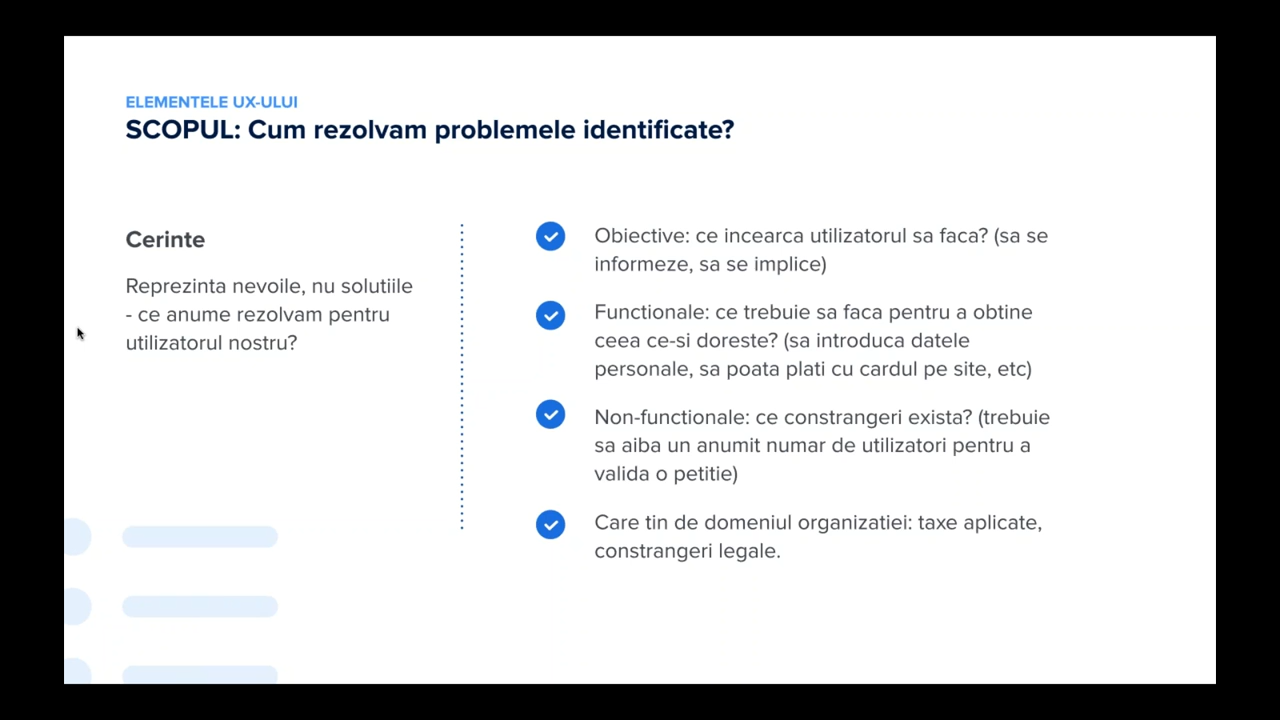 ELEMENTELE UX-ULUI
SCOPUL: Cum rezolvam problemele identificate?
Cerinte
Reprezinta nevoile, nu solutiile
- ce anume rezolvam pentru
utilizatorul nostru?
Obiective: ce incearca utilizatorul sa faca? (sa se
informeze, sa se implice)
Functionale: ce trebuie sa faca pentru a obtine
ceea ce-si doreste? (sa introduca datele
personale, sa poata plati cu cardul pe site, etc)
Non-functionale: ce constrangeri exista? (trebuie
sa aiba un anumit numar de utilizatori pentru a
valida o petitie)
Care tin de domeniul organizatiei: taxe aplicate,
constrangeri legale.